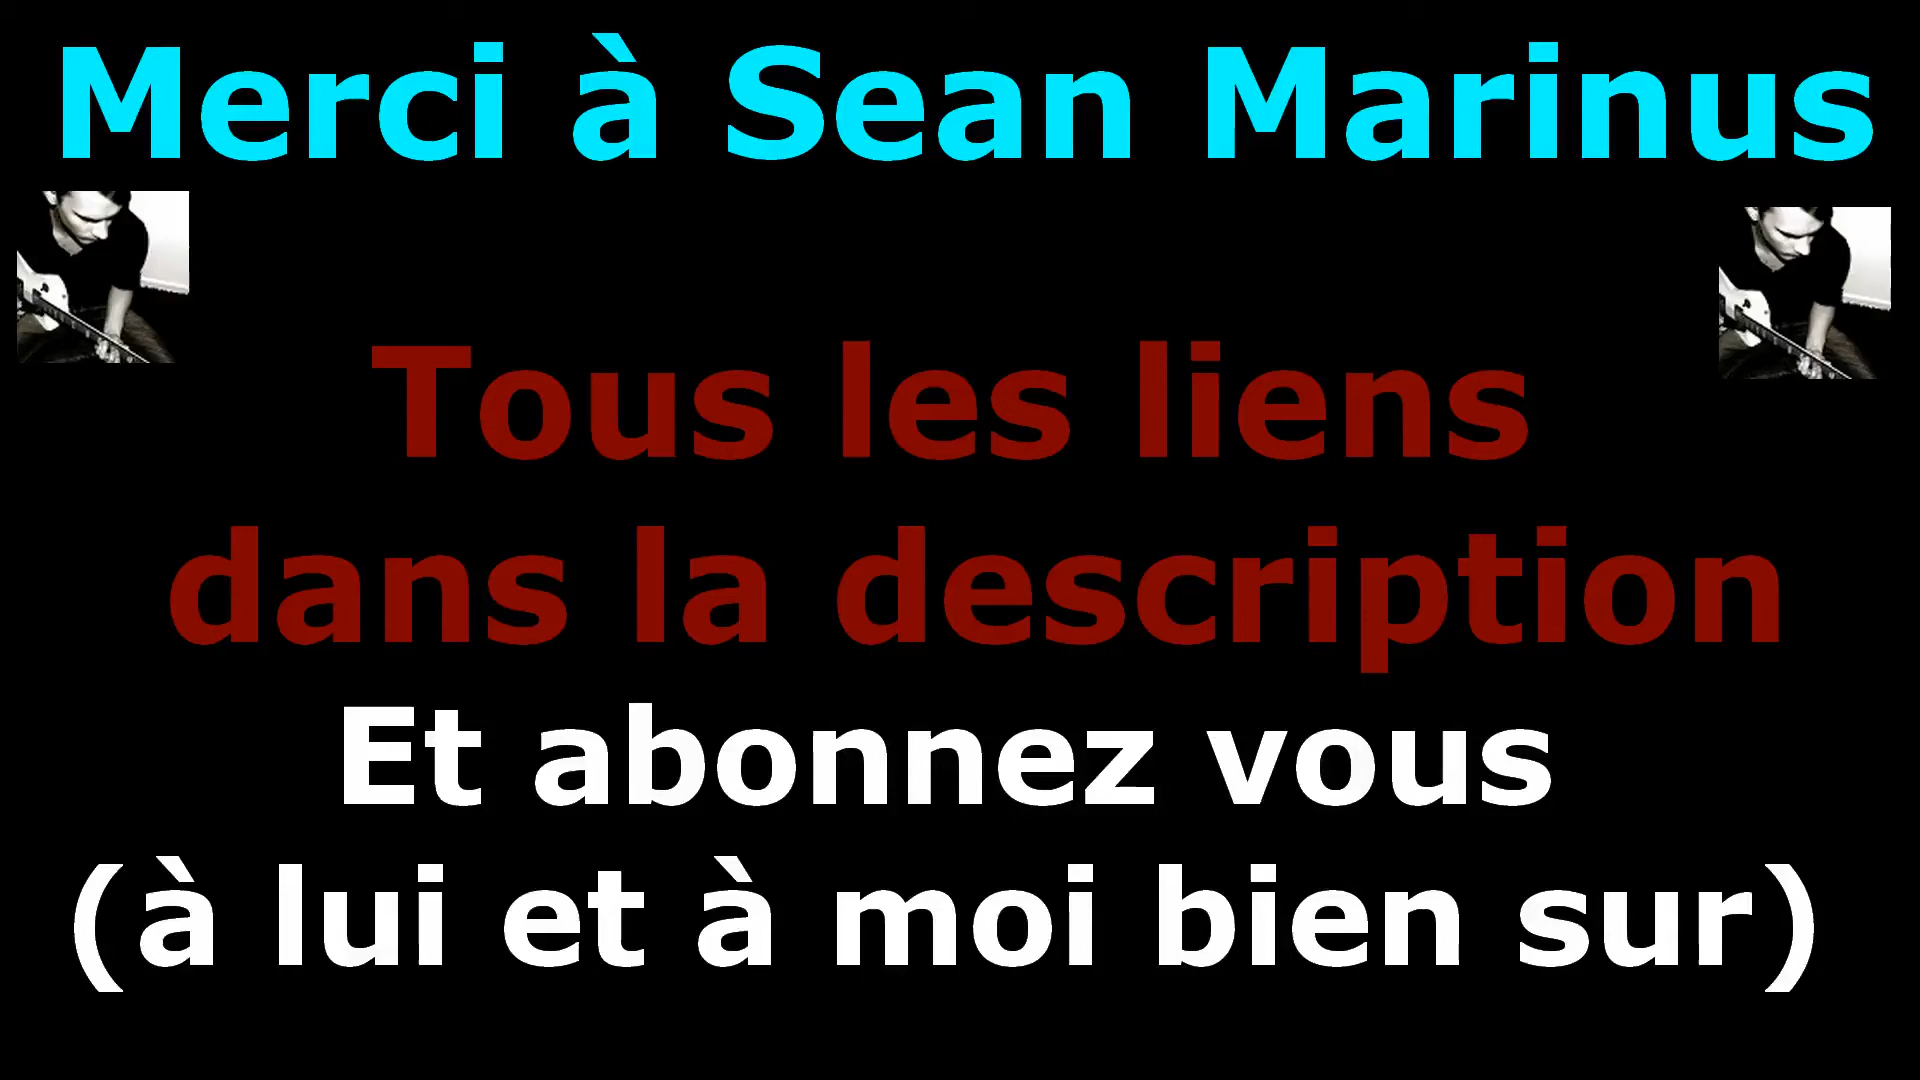 Merci à Sean Marinus
Tous les liens
dans la description
Et abonnez vous
(à lui et à moi bien sur)